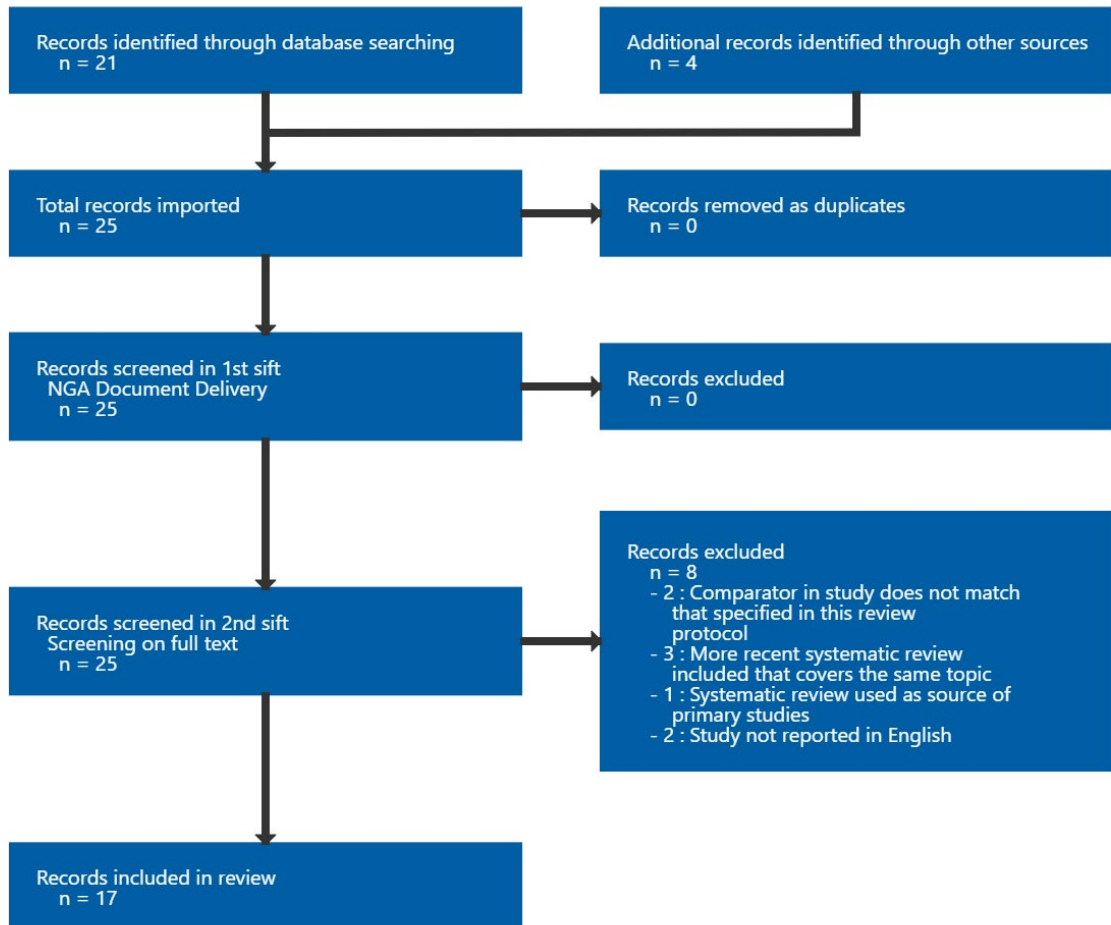 Records identified through database searching
n = 21
Additional records identified through other sources
n = 4
Total records imported
n = 25
Records removed as duplicates
n = 0
Records screened in 1st sift
NGA Document Delivery
n = 25
Records excluded
n = 0
Records screened in 2nd sift
Screening on full text
n = 25
Records excluded
n = 8
- 2 : Comparator in study does not match
that specified in this review
protocol
- 3 : More recent systematic review
included that covers the same topic
- 1 : Systematic review used as source of
primary studies
- 2 : Study not reported in English
Records included in review
n = 17